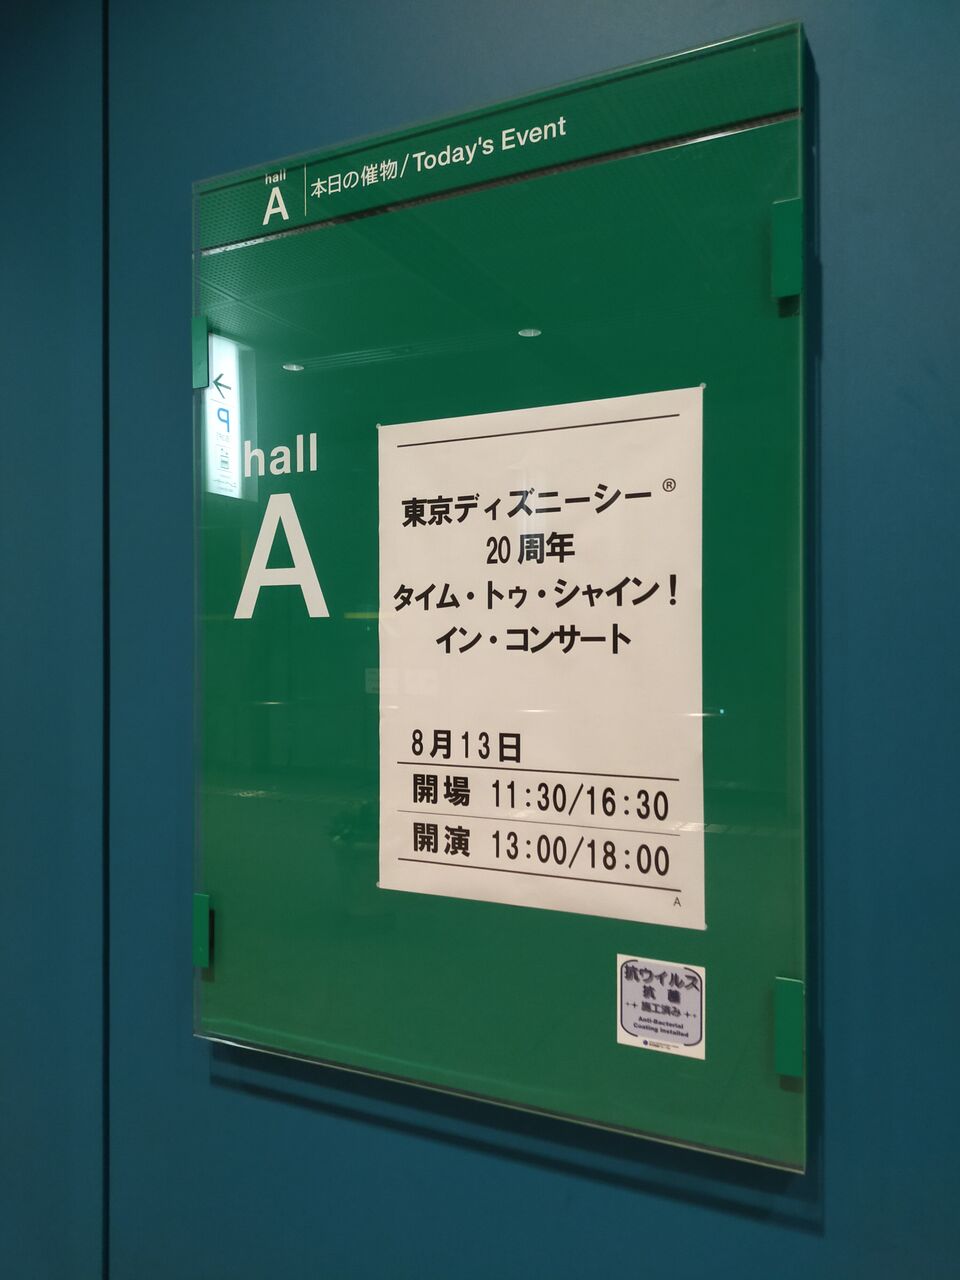 hall
A
本日の催物/Today's Event
hall
A
東京ディズニーシー®
20周年
タイム・トゥ・シャイン!
イン・コンサート
8月13日
開場 11:30/16:30
開演 13:00/18:00
A
抗ウイルス
抗菌
++ 施工済み ++
Anti-Bacterial
Coating Installed